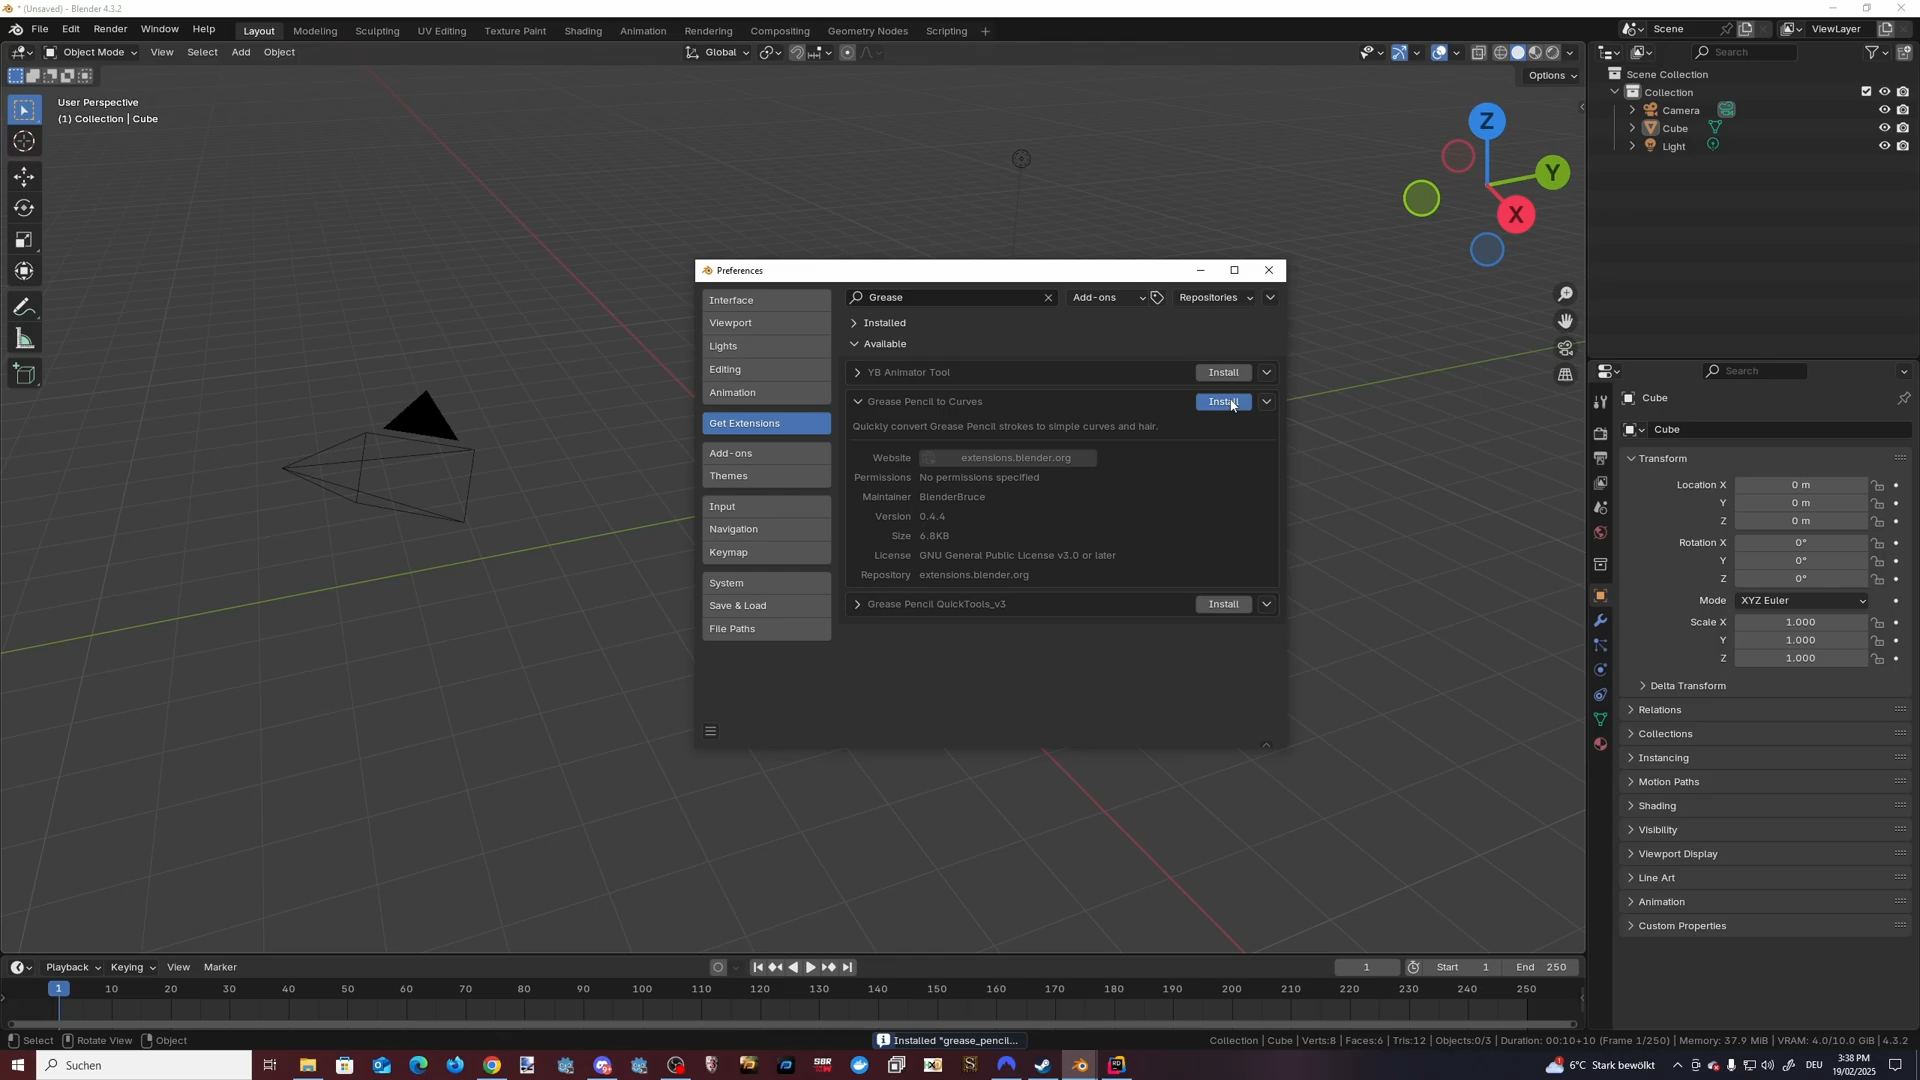 * (Unsaved) - Blender 4.3.2
File Edit Render Window Help Layout Modeling Sculpting UV Editing Texture Paint Shading Animation Rendering Compositing Geometry Nodes Scripting + Scene ViewLayer
Object Mode View Select Add Object Global Search
Options
User Perspective
(1) Collection | Cube
Scene Collection
Collection
Camera
Cube
Light
Z
Y
X
Preferences
Interface
Viewport
Lights
Editing
Animation
Get Extensions
Add-ons
Themes
Input
Navigation
Keymap
System
Save & Load
File Paths
Grease Add-ons Repositories
Installed
Available
YB Animator Tool Install
Grease Pencil to Curves Install
Quickly convert Grease Pencil strokes to simple curves and hair.
Website extensions.blender.org
Permissions No permissions specified
Maintainer BlenderBruce
Version 0.4.4
Size 6.8KB
License GNU General Public License v3.0 or later
Repository extensions.blender.org
Grease Pencil QuickTools_v3 Install
Search
Cube
Cube
Transform
Location X 0 m
Y 0 m
Z 0 m
Rotation X 0°
Y 0°
Z 0°
Mode XYZ Euler
Scale X 1.000
Y 1.000
Z 1.000
Delta Transform
Relations
Collections
Instancing
Motion Paths
Shading
Visibility
Viewport Display
Line Art
Animation
Custom Properties
Playback Keying View Marker 1 Start 1 End 250
1 10 20 30 40 50 60 70 80 90 100 110 120 130 140 150 160 170 180 190 200 210 220 230 240 250
Select Rotate View Object Installed "grease_pencil... Collection | Cube | Verts:8 | Faces:6 | Tris:12 | Objects:0/3 | Duration: 00:10+10 (Frame 1/250) | Memory: 37.9 MiB | VRAM: 4.0/10.0 GiB | 4.3.2
Suchen 6°C Stark bewölkt DEU 3:38 PM
19/02/2025